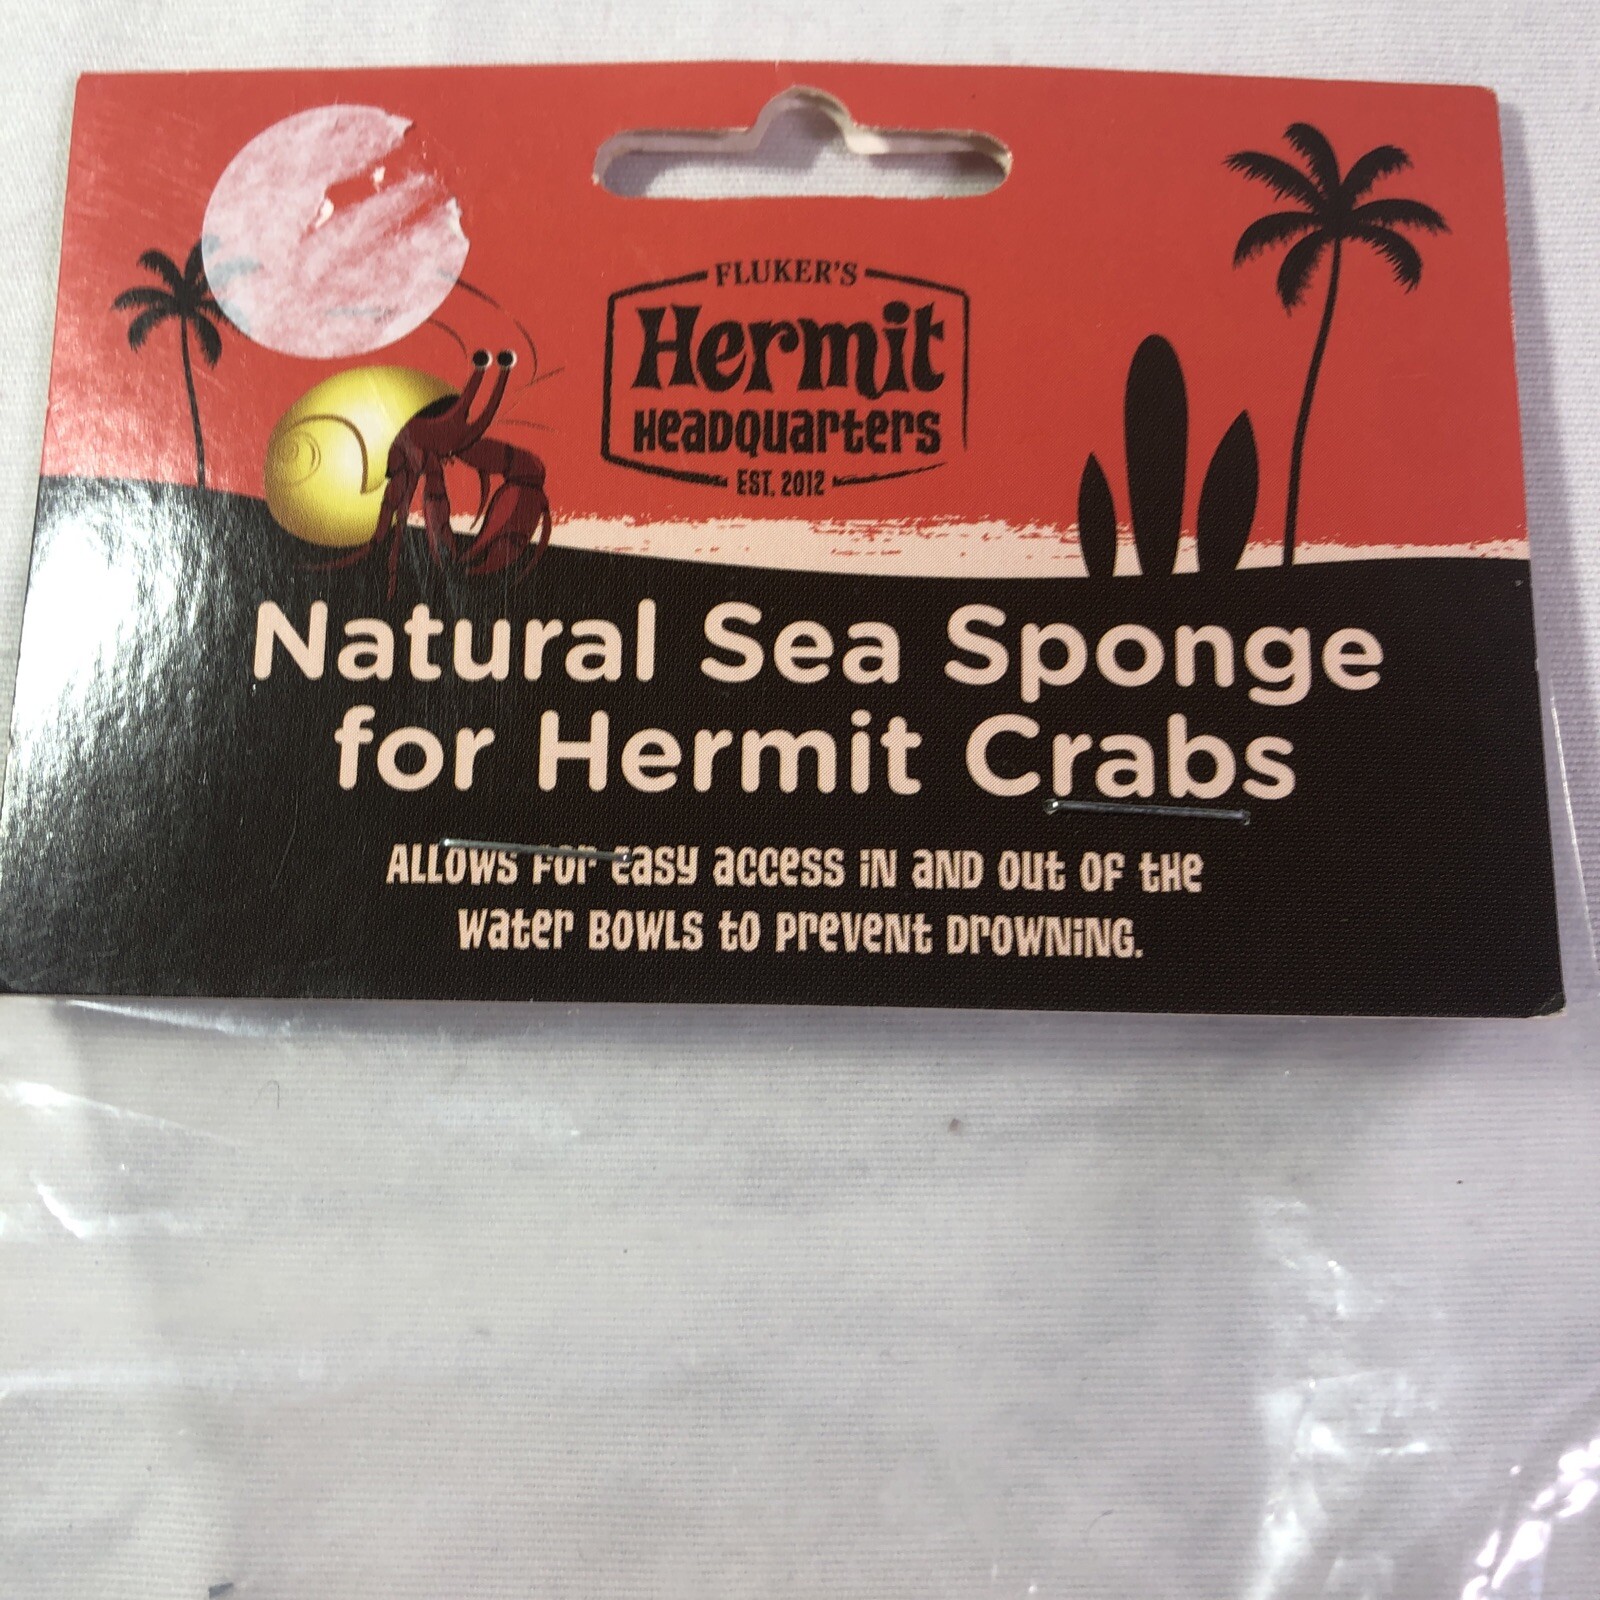 FLUKER'S
Hermit
HEADQUARTERS
EST. 2012
Natural Sea Sponge
for Hermit Crabs
ALLOWS FOR EASY ACCESS IN AND OUT OF THE
WATER BOWLS TO PREVENT DROWNING.